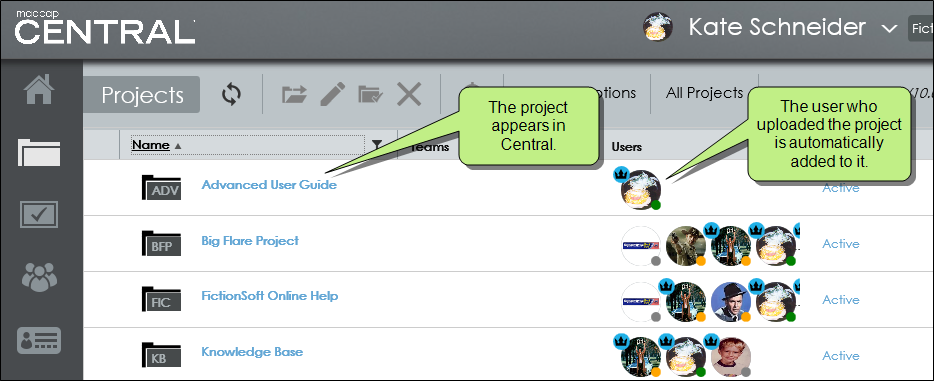 madcap
CENTRAL
Kate Schneider
Fict
Projects
The project
appears in
Central.
ptions
All Projects
The user who
uploaded the project
is automatically
added to it.
Name
Teams
Users
ADV
Advanced User Guide
Active
BFP
Big Flare Project
Active
FIC
FictionSoft Online Help
Active
KB
Knowledge Base
Active